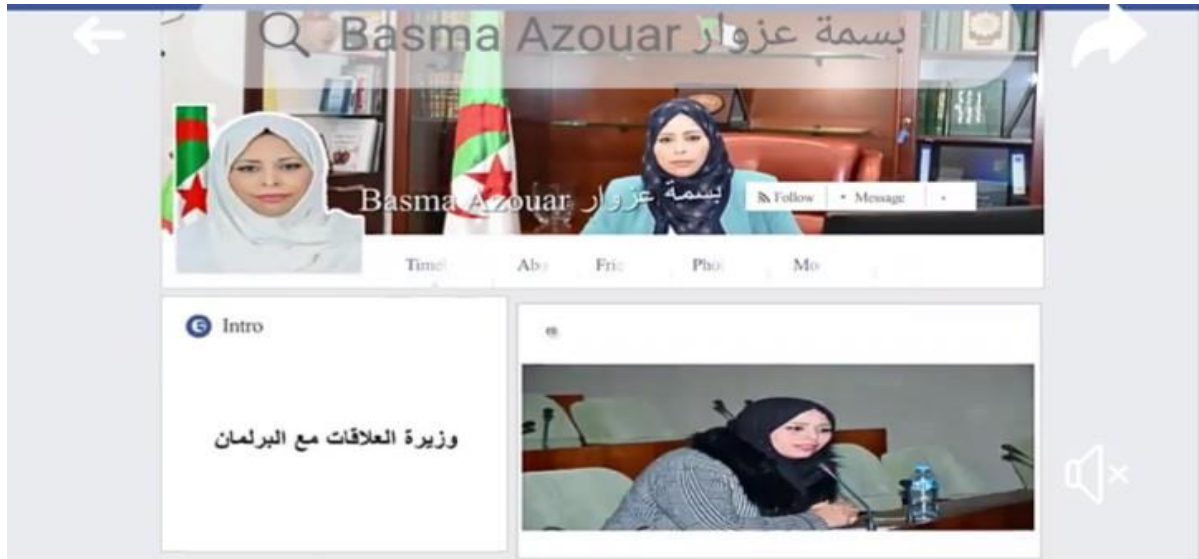 Basma Azouar بسمة عزوار
Basma Azouar بسمة عزوار
Follow
Message
Intro
وزيرة العلاقات مع البرلمان